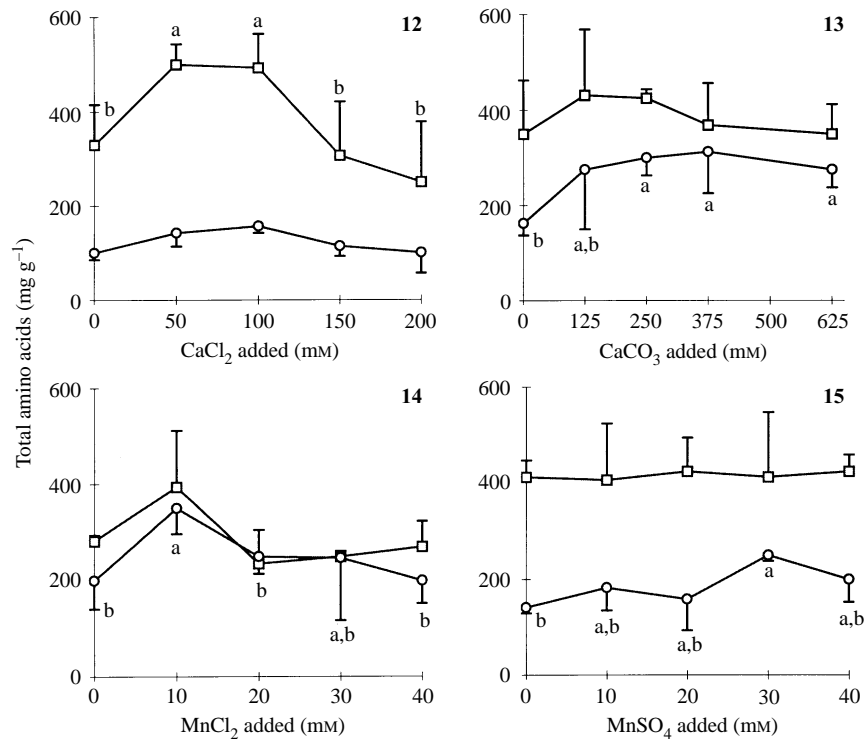 Total amino acids (mg g⁻¹)
12
600
400
200
0
b
a
a
b
b
0 50 100 150 200
CaCl₂ added (mM)
13
600
400
200
0
b
a,b
a
a
a
0 125 250 375 500 625
CaCO₃ added (mM)
14
600
400
200
0
b
a
b
a,b
b
0 10 20 30 40
MnCl₂ added (mM)
15
600
400
200
0
b
a,b
a,b
a
a,b
0 10 20 30 40
MnSO₄ added (mM)